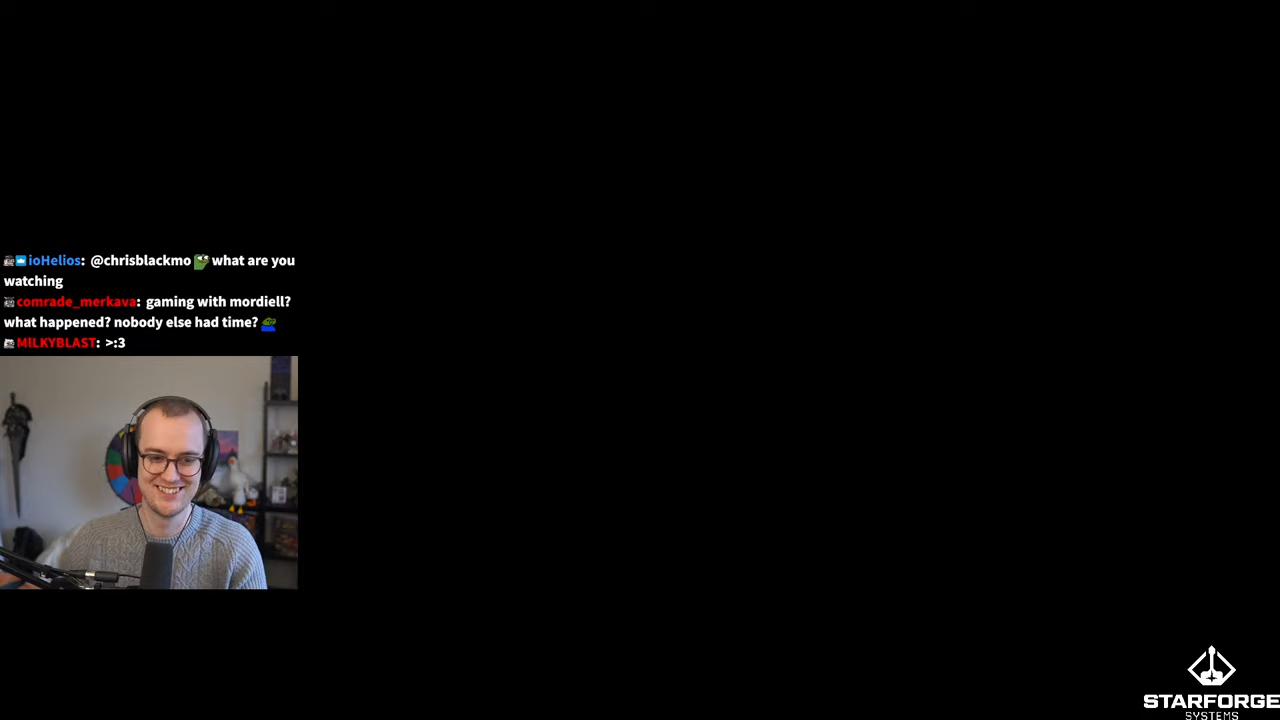 ioHelios: @chrisblackmo what are you
watching
comrade_merkava: gaming with mordiell?
what happened? nobody else had time?
MILKYBLAST: >:3
STARFORGE
SYSTEMS